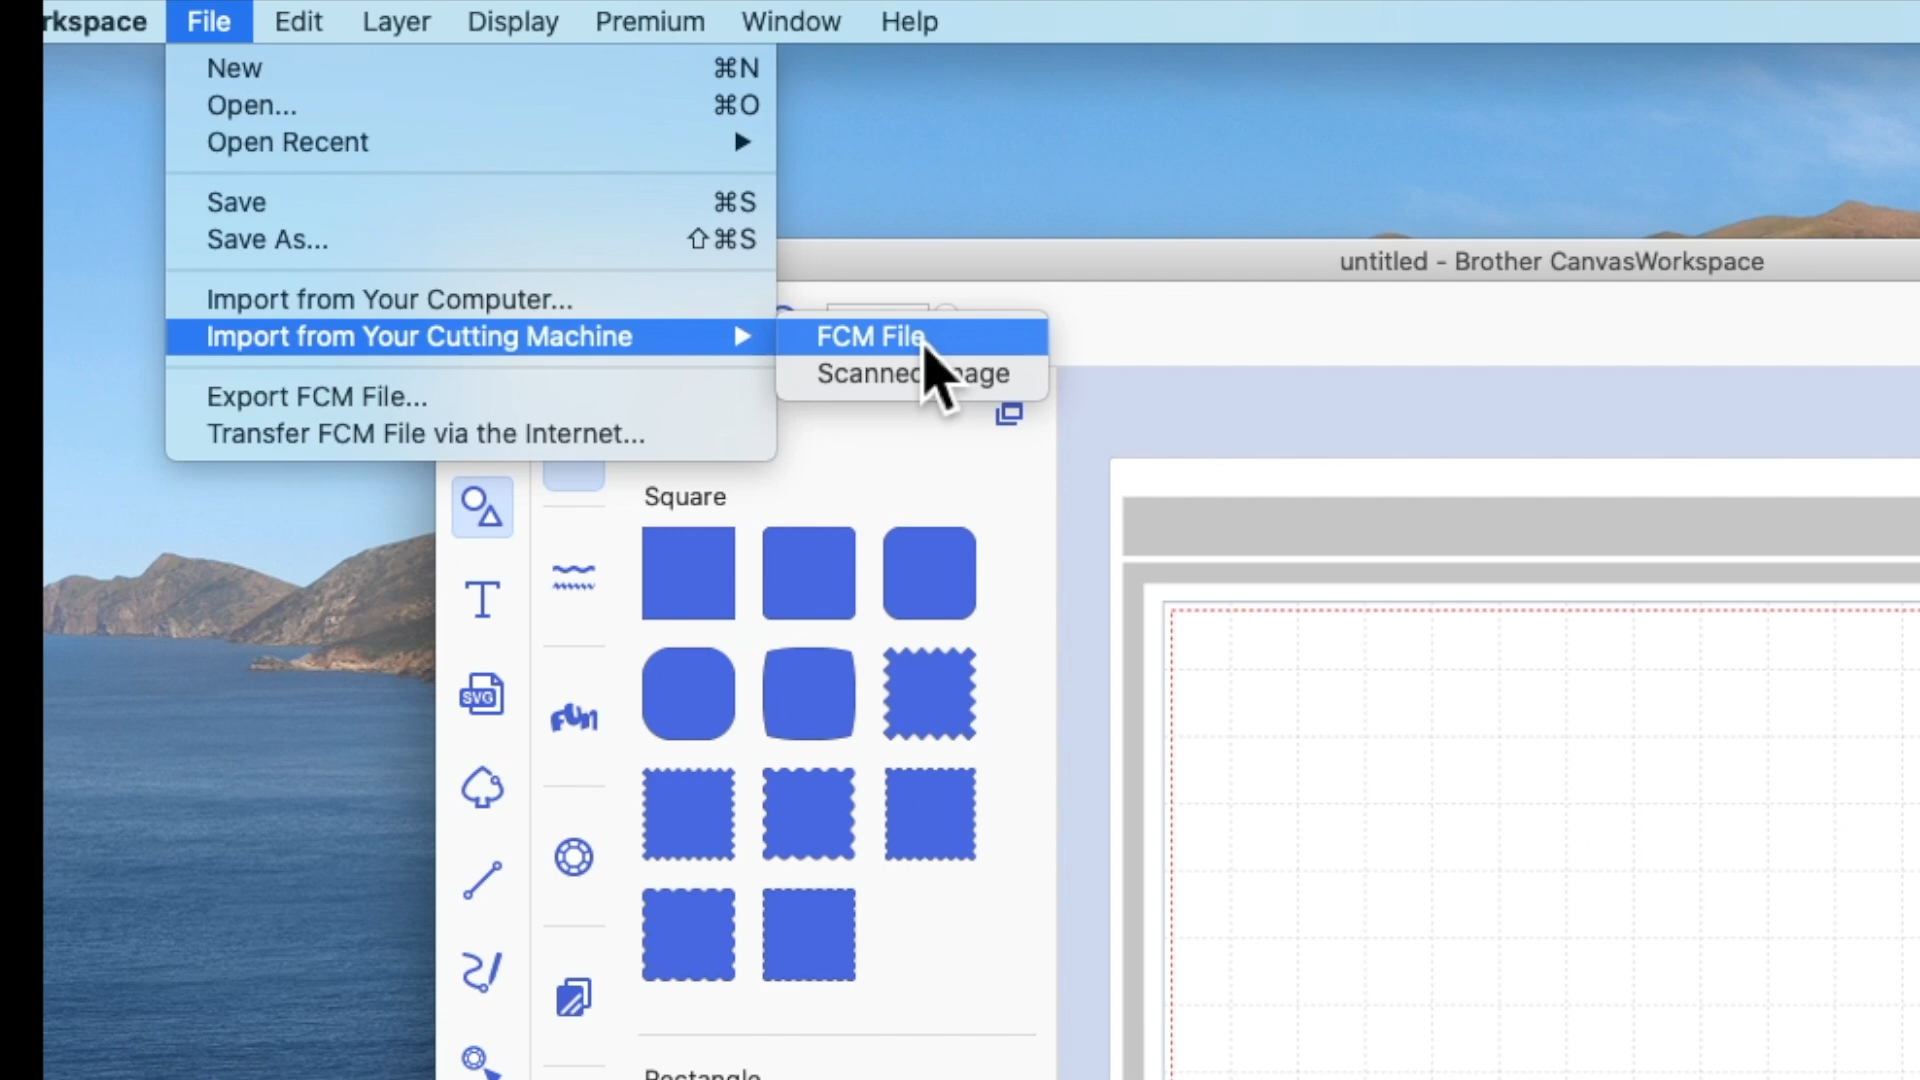 rkspace File Edit Layer Display Premium Window Help
New ⌘N
Open... ⌘O
Open Recent ▶
Save ⌘S
Save As... ⇧⌘S
untitled - Brother CanvasWorkspace
Import from Your Computer...
Import from Your Cutting Machine ▶ FCM File
Export FCM File...
Transfer FCM File via the Internet...
Square
SVG
FUN
Rectangle